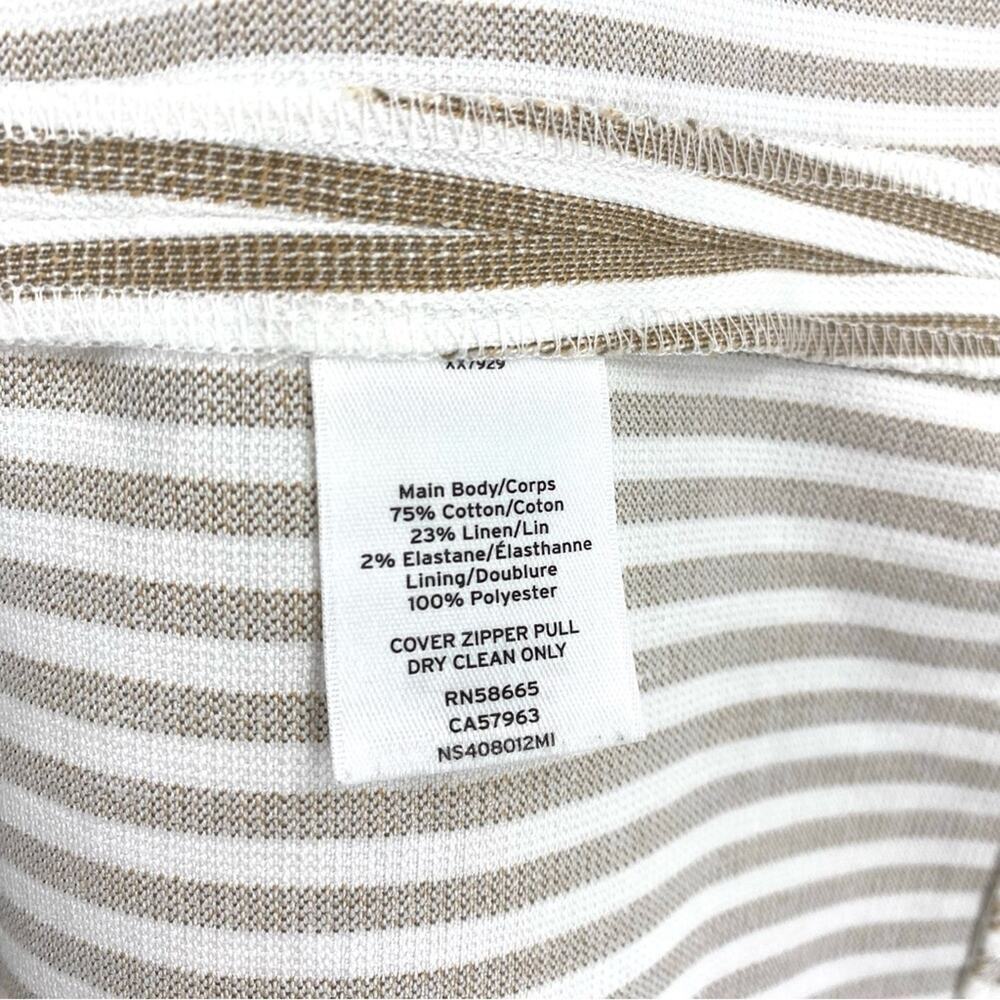 XX7929
Main Body/Corps
75% Cotton/Coton
23% Linen/Lin
2% Elastane/Élasthanne
Lining/Doublure
100% Polyester
COVER ZIPPER PULL
DRY CLEAN ONLY
RN58665
CA57963
NS408012MI